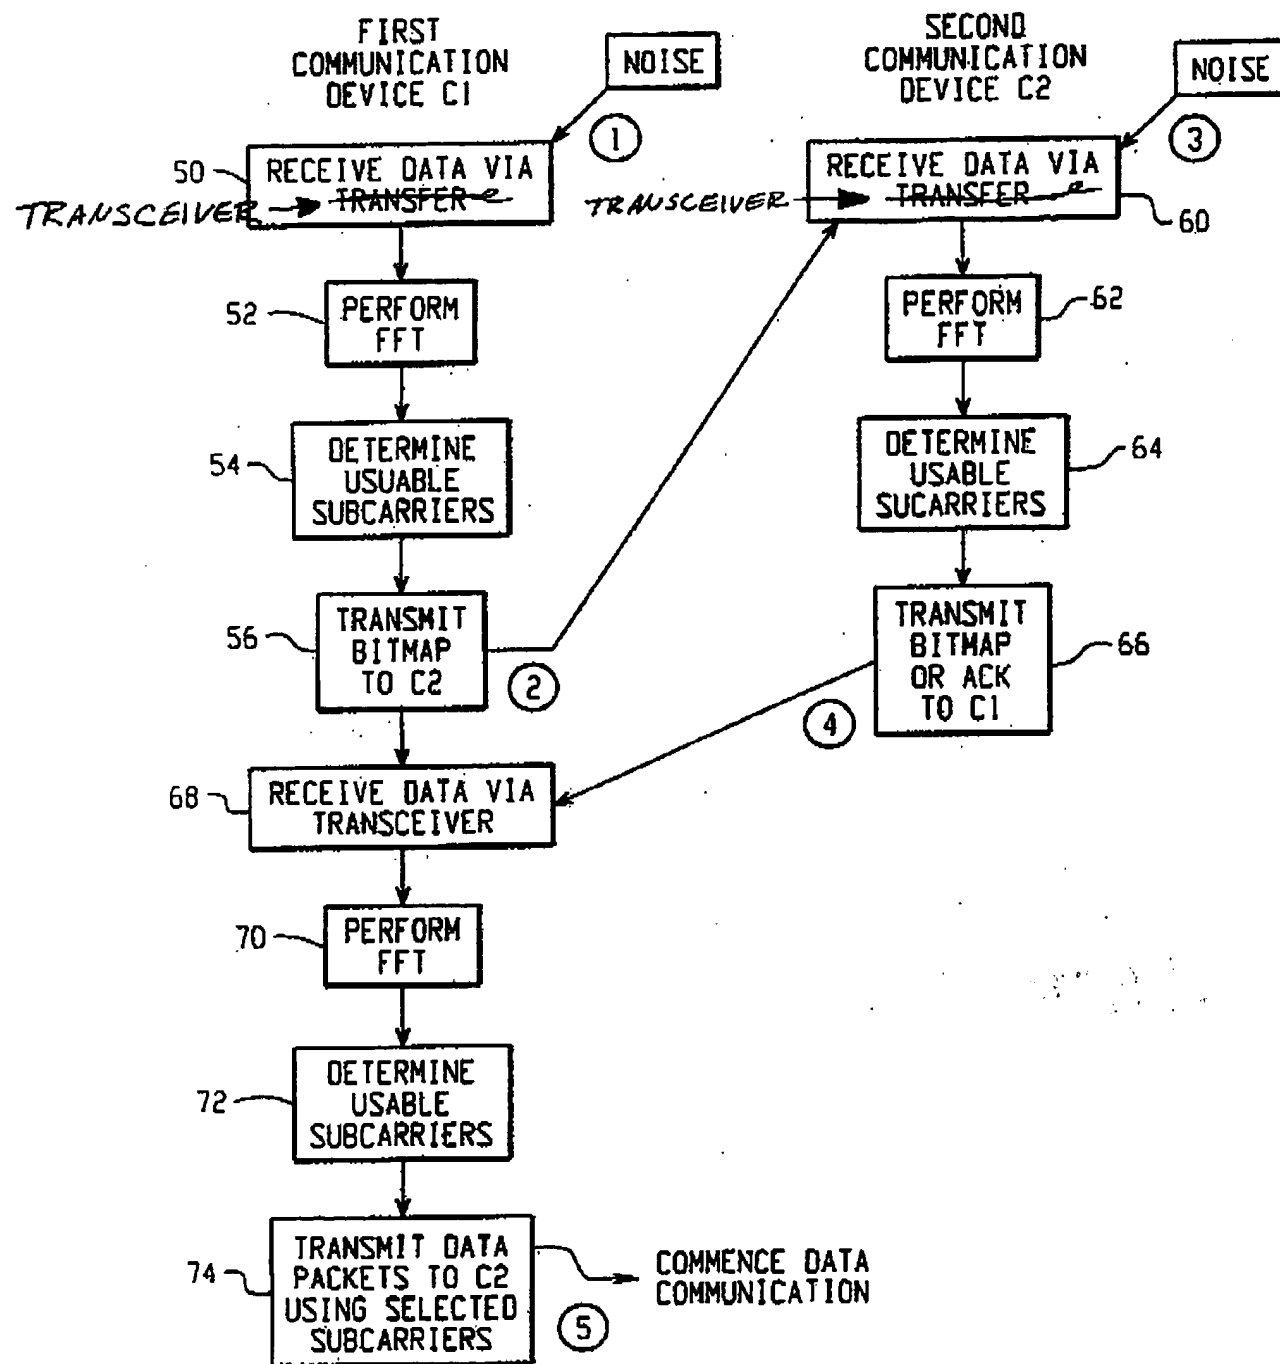 FIRST
COMMUNICATION
DEVICE C1
NOISE
1
50
RECEIVE DATA VIA
TRANSFER
TRANSCEIVER
52
PERFORM
FFT
54
DETERMINE
USUABLE
SUBCARRIERS
56
TRANSMIT
BITMAP
TO C2
2
68
RECEIVE DATA VIA
TRANSCEIVER
70
PERFORM
FFT
72
DETERMINE
USABLE
SUBCARRIERS
74
TRANSMIT DATA
PACKETS TO C2
USING SELECTED
SUBCARRIERS
5
COMMENCE DATA
COMMUNICATION
SECOND
COMMUNICATION
DEVICE C2
NOISE
3
RECEIVE DATA VIA
TRANSFER
TRANSCEIVER
60
PERFORM
FFT
62
DETERMINE
USABLE
SUCARRIERS
64
TRANSMIT
BITMAP
OR ACK
TO C1
66
4